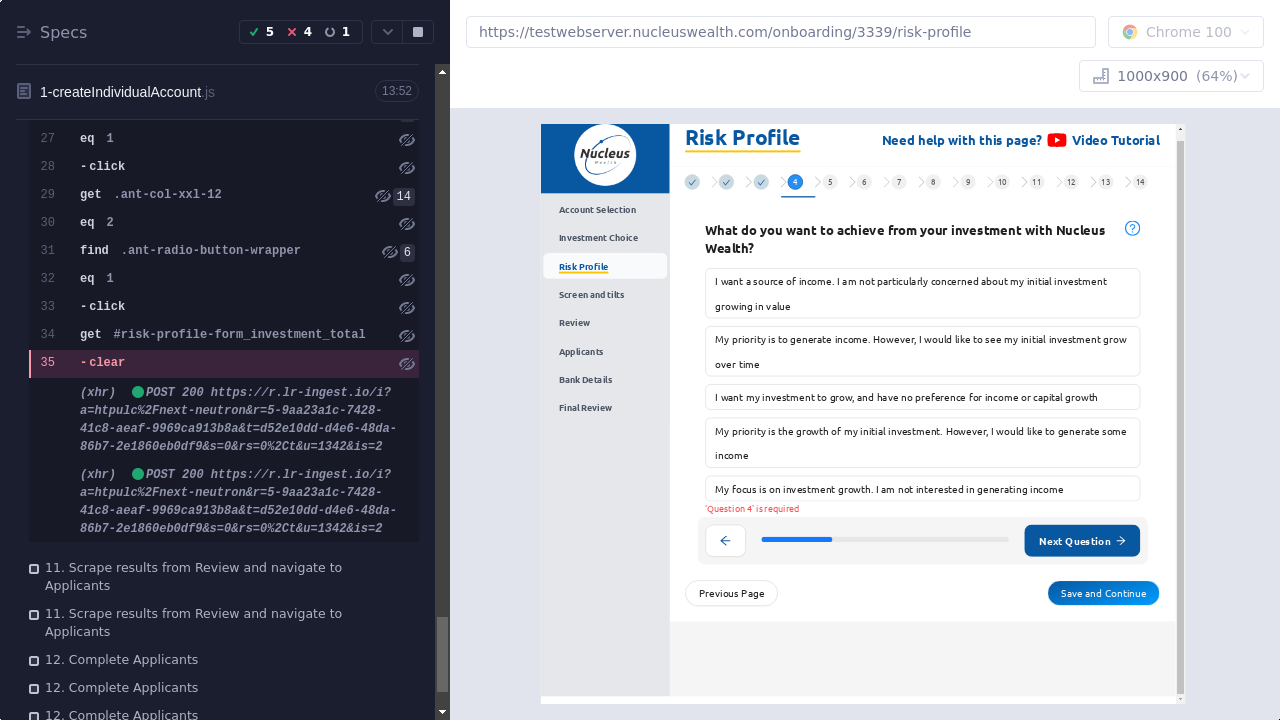 Specs
5
4
1
1-createIndividualAccount.js
13:52
27 eq 1
28 -click
29 get .ant-col-xxl-12 14
30 eq 2
31 find .ant-radio-button-wrapper 6
32 eq 1
33 -click
34 get #risk-profile-form_investment_total
35 -clear
(xhr) POST 200 https://r.lr-ingest.io/i?
a=htpulc%2Fnext-neutron&r=5-9aa23a1c-7428-
41c8-aeaf-9969ca913b8a&t=d52e10dd-d4e6-48da-
86b7-2e1860eb0df9&s=0&rs=0%2Ct&u=1342&is=2
(xhr) POST 200 https://r.lr-ingest.io/i?
a=htpulc%2Fnext-neutron&r=5-9aa23a1c-7428-
41c8-aeaf-9969ca913b8a&t=d52e10dd-d4e6-48da-
86b7-2e1860eb0df9&s=0&rs=0%2Ct&u=1342&is=2
11. Scrape results from Review and navigate to
Applicants
11. Scrape results from Review and navigate to
Applicants
12. Complete Applicants
12. Complete Applicants
12. Complete Applicants
https://testwebserver.nucleuswealth.com/onboarding/3339/risk-profile
Chrome 100
1000x900 (64%)
Nucleus
Wealth
Account Selection
Investment Choice
Risk Profile
Screen and tilts
Review
Applicants
Bank Details
Final Review
Risk Profile
Need help with this page? Video Tutorial
4 5 6 7 8 9 10 11 12 13 14
What do you want to achieve from your investment with Nucleus
Wealth?
I want a source of income. I am not particularly concerned about my initial investment
growing in value
My priority is to generate income. However, I would like to see my initial investment grow
over time
I want my investment to grow, and have no preference for income or capital growth
My priority is the growth of my initial investment. However, I would like to generate some
income
My focus is on investment growth. I am not interested in generating income
'Question 4' is required
Next Question
Previous Page
Save and Continue